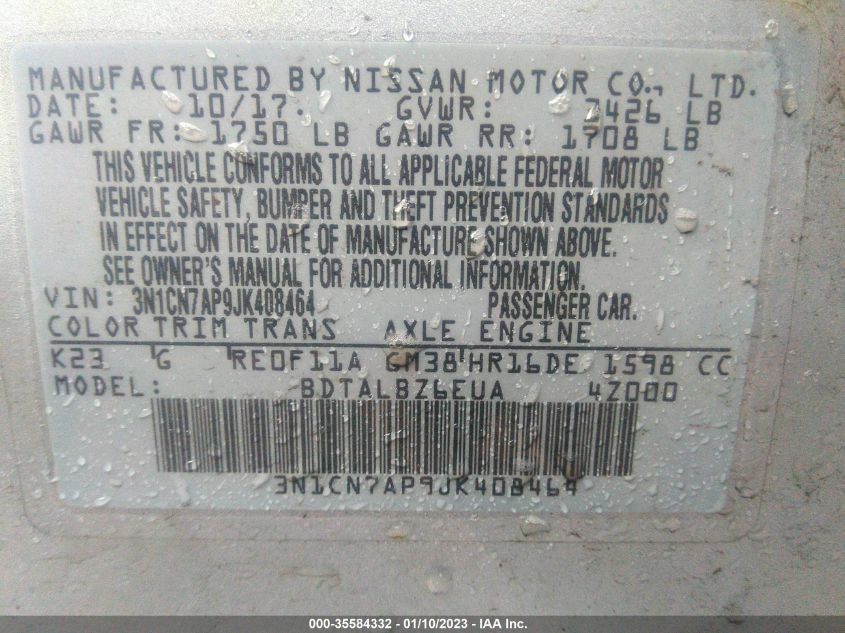 MANUFACTURED BY NISSAN MOTOR CO., LTD.
DATE: 10/17. GVWR: 3426 LB
GAWR FR: 1750 LB GAWR RR: 1708 LB
THIS VEHICLE CONFORMS TO ALL APPLICABLE FEDERAL MOTOR
VEHICLE SAFETY, BUMPER AND THEFT PREVENTION STANDARDS
IN EFFECT ON THE DATE OF MANUFACTURE SHOWN ABOVE.
SEE OWNER'S MANUAL FOR ADDITIONAL INFORMATION.
VIN: 3N1CN7AP9JK408464 PASSENGER CAR.
COLOR TRIM TRANS AXLE ENGINE
K23 G RE0F11A GM38 HR16DE 1598 CC
MODEL: BDTALBZ6EUA 4Z000
3N1CN7AP9JK408464
000-35584332 - 01/10/2023 - IAA Inc.